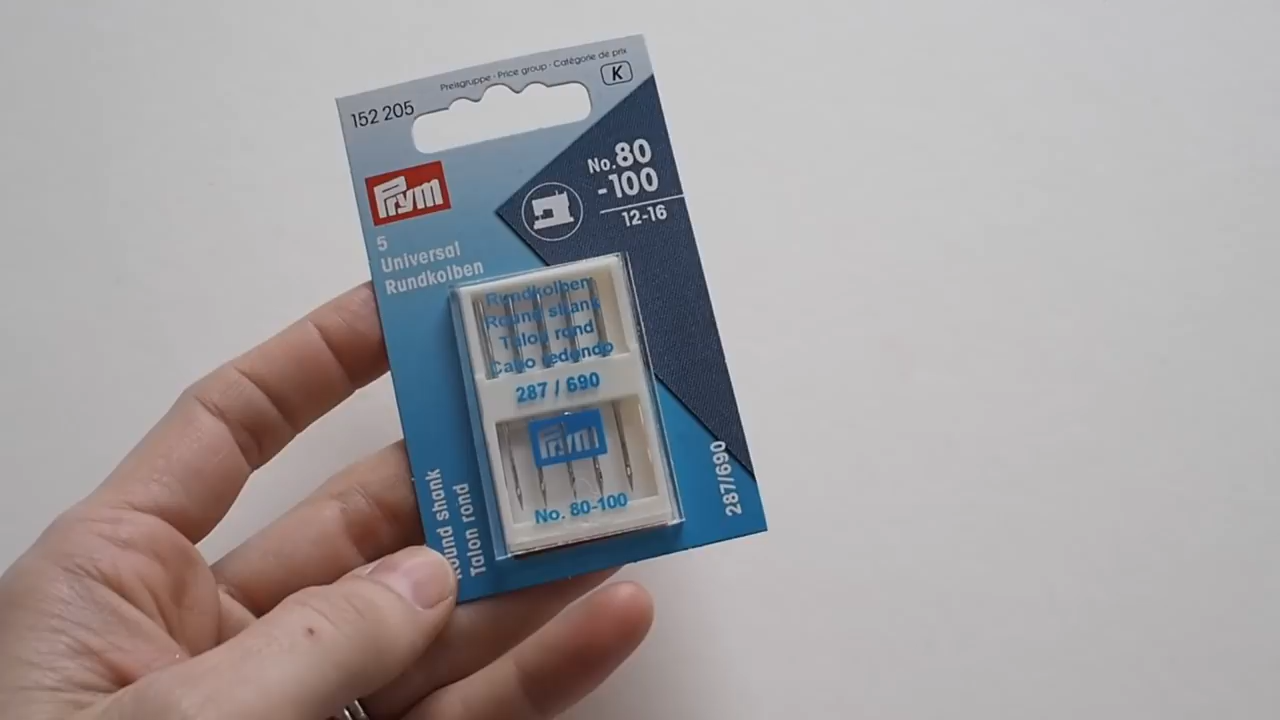 Preisgruppe · Price group · Catégorie de prix
K
152 205
No.80
-100
12-16
Prym
5
Universal
Rundkolben
Rundkolben
Round shank
Talon rond
Cabo redondo
287 / 690
Prym
No. 80-100
Round shank
Talon rond
287/690